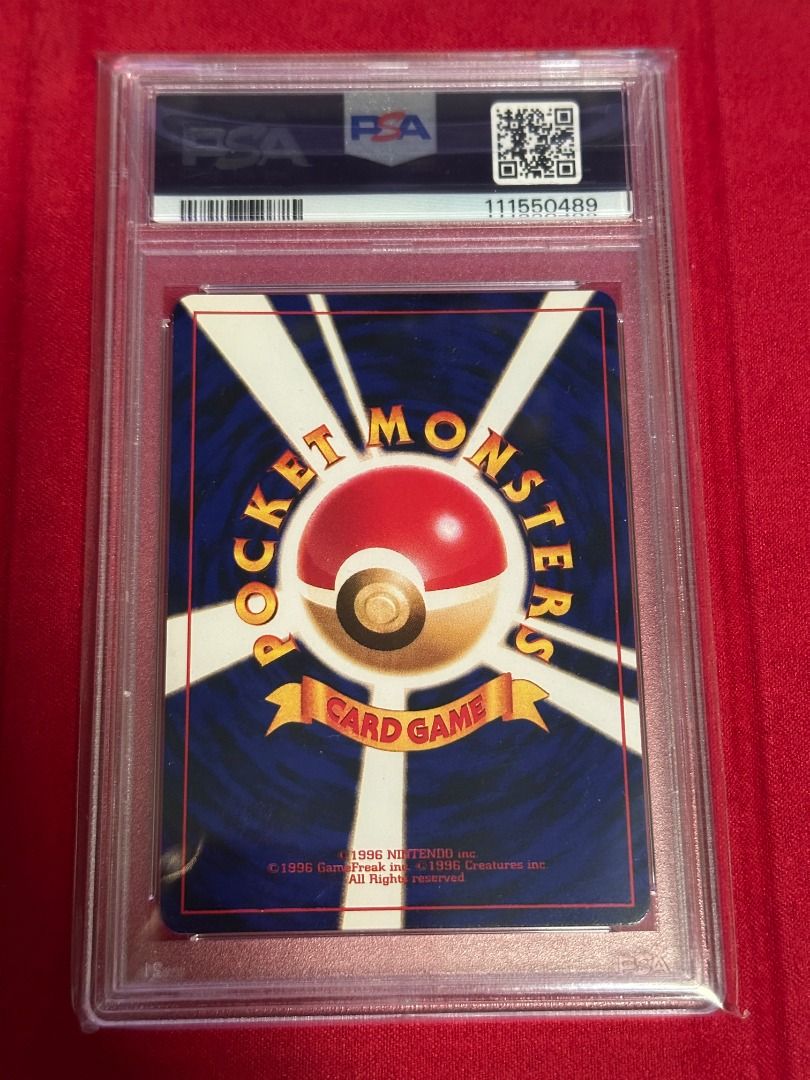 PSA
PSA
111550489
POCKET MONSTERS
CARD GAME
©1996 NINTENDO inc.
©1996 GameFreak inc. ©1996 Creatures inc.
All Rights reserved
PSA